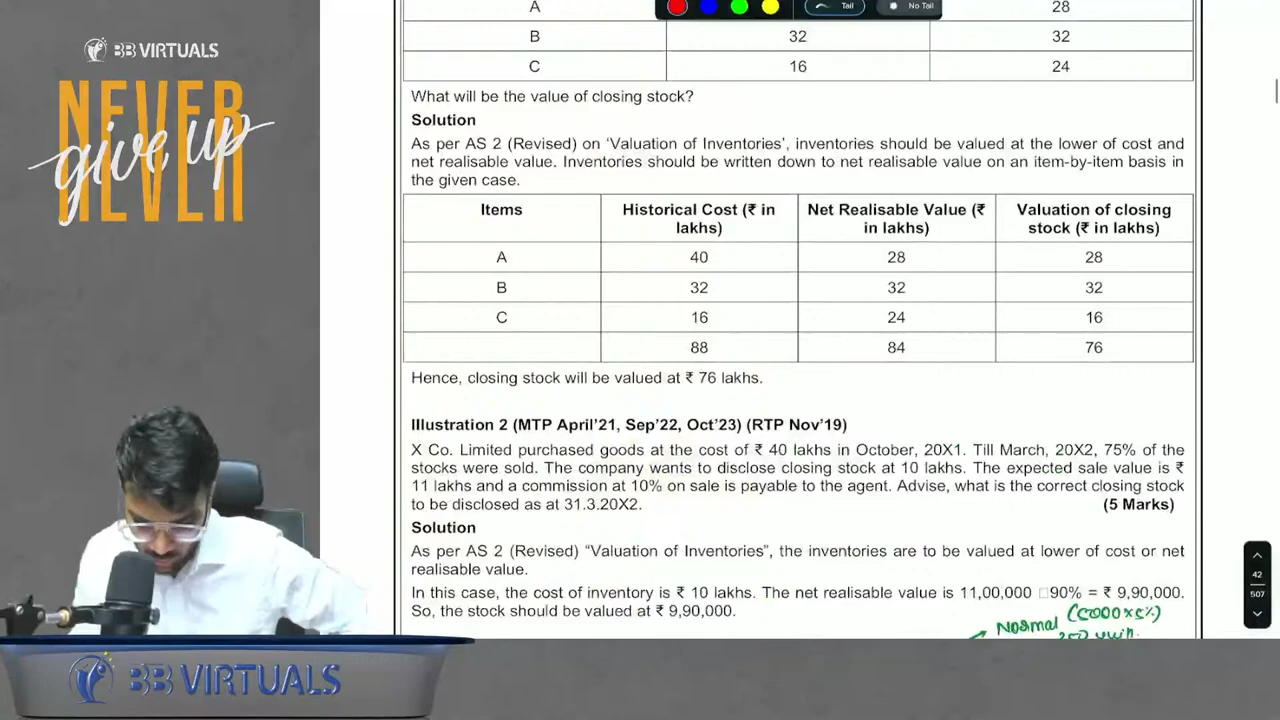 Tail
No Tail
A 28
B 32 32
C 16 24
What will be the value of closing stock?
Solution
As per AS 2 (Revised) on 'Valuation of Inventories', inventories should be valued at the lower of cost and
net realisable value. Inventories should be written down to net realisable value on an item-by-item basis in
the given case.
Items Historical Cost (₹ in lakhs) Net Realisable Value (₹ in lakhs) Valuation of closing stock (₹ in lakhs)
A 40 28 28
B 32 32 32
C 16 24 16
88 84 76
Hence, closing stock will be valued at ₹ 76 lakhs.
Illustration 2 (MTP April'21, Sep'22, Oct'23) (RTP Nov'19)
X Co. Limited purchased goods at the cost of ₹ 40 lakhs in October, 20X1. Till March, 20X2, 75% of the
stocks were sold. The company wants to disclose closing stock at 10 lakhs. The expected sale value is ₹
11 lakhs and a commission at 10% on sale is payable to the agent. Advise, what is the correct closing stock
to be disclosed as at 31.3.20X2. (5 Marks)
Solution
As per AS 2 (Revised) "Valuation of Inventories", the inventories are to be valued at lower of cost or net
realisable value.
In this case, the cost of inventory is ₹ 10 lakhs. The net realisable value is 11,00,000 □90% = ₹ 9,90,000.
So, the stock should be valued at ₹ 9,90,000.
Normal (5000×5%)
BB VIRTUALS
NEVER
give up
NEVER
42
507
BB VIRTUALS